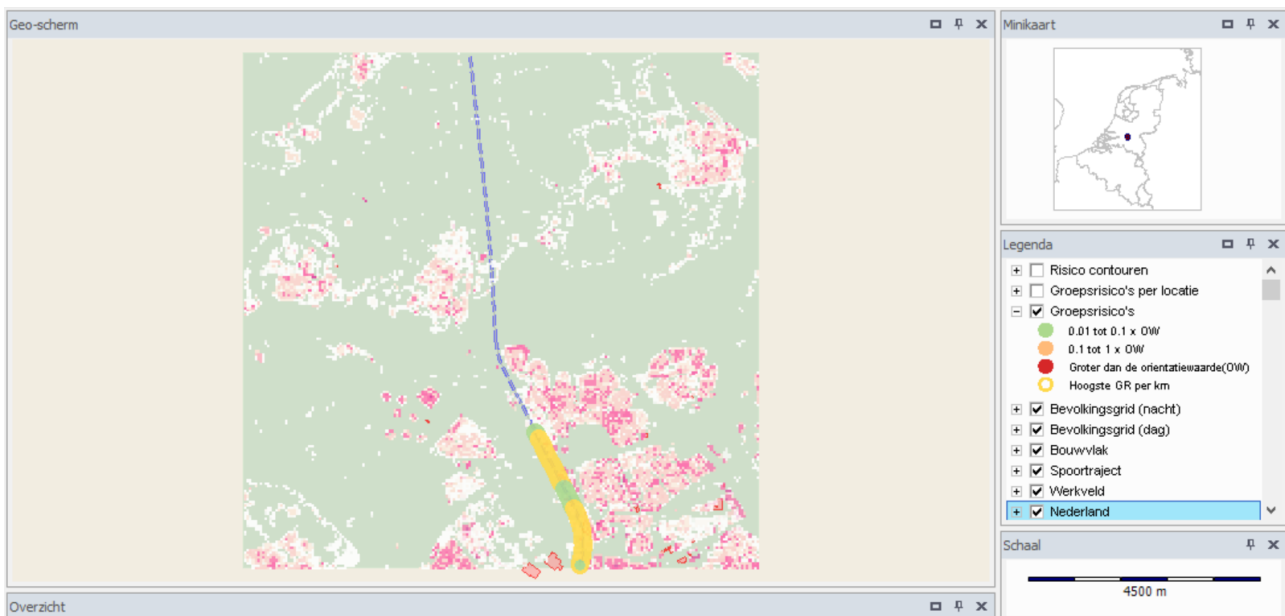 Geo-scherm
Minikaart
Legenda
Risico contouren
Groepsrisico's per locatie
Groepsrisico's
0.01 tot 0.1 x OW
0.1 tot 1 x OW
Groter dan de orientatiewaarde(OW)
Hoogste GR per km
Bevolkingsgrid (nacht)
Bevolkingsgrid (dag)
Bouwvlak
Spoortraject
Werkveld
Nederland
Schaal
4500 m
Overzicht